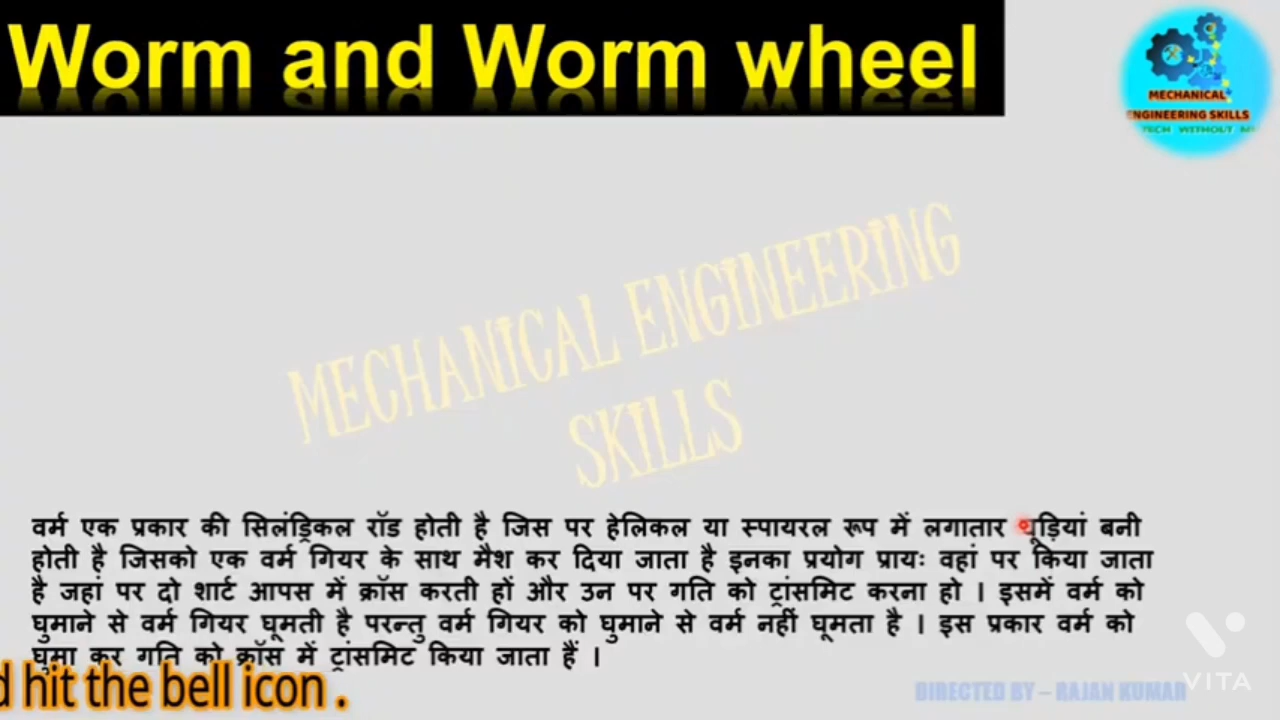 Worm and Worm wheel
MECHANICAL
ENGINEERING SKILLS
TECH WITHOUT
MECHANICAL ENGINEERING
SKILLS
वर्म एक प्रकार की सिलंड्रिकल रॉड होती है जिस पर हेलिकल या स्पायरल रूप में लगातार चूड़ियां बनी
होती है जिसको एक वर्म गियर के साथ मैश कर दिया जाता है इनका प्रयोग प्रायः वहां पर किया जाता
है जहां पर दो शार्ट आपस में क्रॉस करती हों और उन पर गति को ट्रांसमिट करना हो । इसमें वर्म को
घुमाने से वर्म गियर घूमती है परन्तु वर्म गियर को घुमाने से वर्म नहीं घूमता है । इस प्रकार वर्म को
घुमा कर गति को क्रॉस में ट्रांसमिट किया जाता हैं ।
d hit the bell icon .
DIRECTED BY – RAJAN KUMAR
VITA